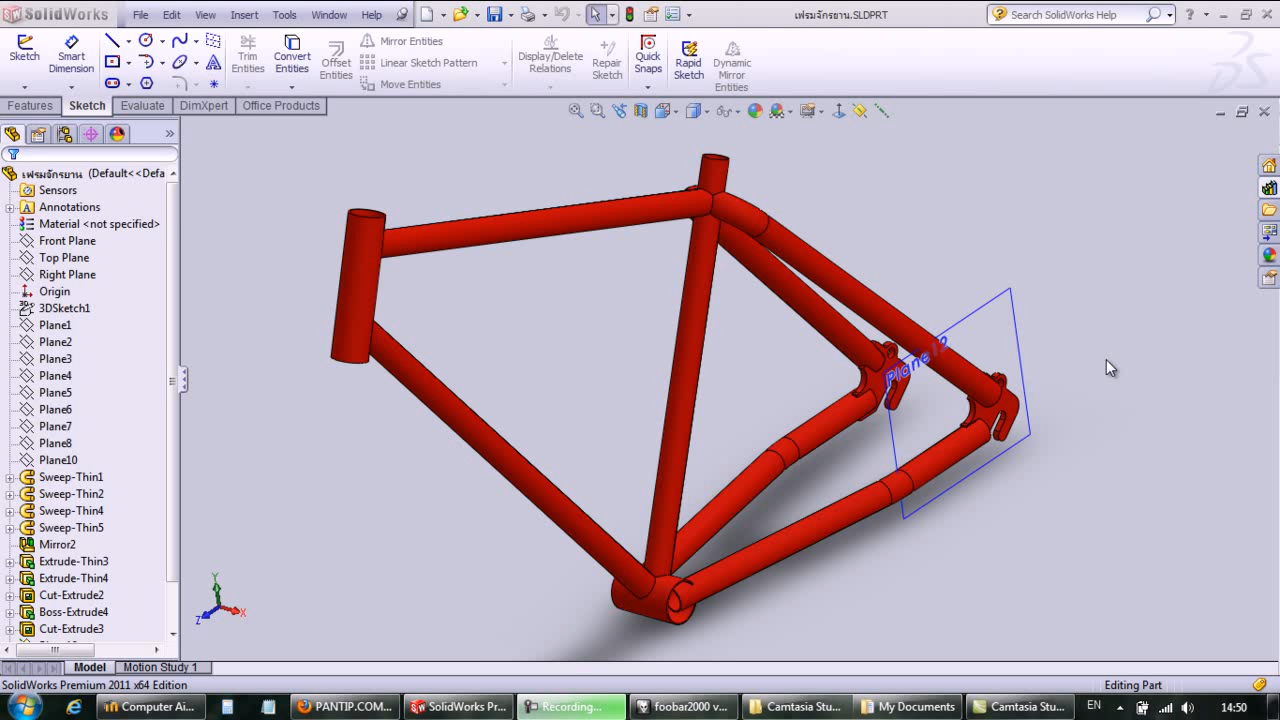 SolidWorks File Edit View Insert Tools Window Help เฟรมจักรยาน.SLDPRT Search SolidWorks Help
Sketch Smart Dimension Trim Entities Convert Entities Offset Entities Mirror Entities Linear Sketch Pattern Move Entities Display/Delete Relations Repair Sketch Quick Snaps Rapid Sketch Dynamic Mirror Entities
Features Sketch Evaluate DimXpert Office Products
เฟรมจักรยาน (Default<<Defa
Sensors
Annotations
Material <not specified>
Front Plane
Top Plane
Right Plane
Origin
3DSketch1
Plane1
Plane2
Plane3
Plane4
Plane5
Plane6
Plane7
Plane8
Plane10
Sweep-Thin1
Sweep-Thin2
Sweep-Thin4
Sweep-Thin5
Mirror2
Extrude-Thin3
Extrude-Thin4
Cut-Extrude2
Boss-Extrude4
Cut-Extrude3
Plane12
Y
X
Z
Model Motion Study 1
SolidWorks Premium 2011 x64 Edition Editing Part
Computer Ai... PANTIP.COM... SolidWorks Pr... Recording... foobar2000 v... Camtasia Stu... My Documents Camtasia Stu... EN 14:50